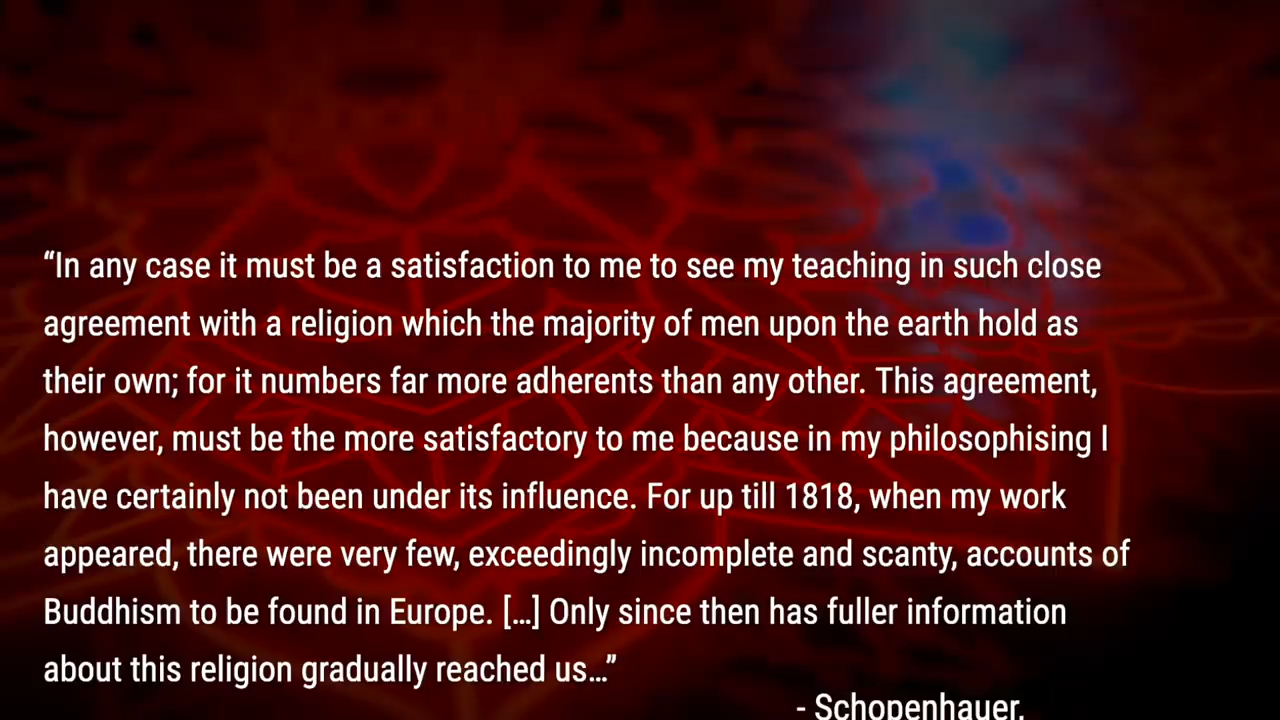 “In any case it must be a satisfaction to me to see my teaching in such close
agreement with a religion which the majority of men upon the earth hold as
their own; for it numbers far more adherents than any other. This agreement,
however, must be the more satisfactory to me because in my philosophising I
have certainly not been under its influence. For up till 1818, when my work
appeared, there were very few, exceedingly incomplete and scanty, accounts of
Buddhism to be found in Europe. [...] Only since then has fuller information
about this religion gradually reached us...”
- Schopenhauer,